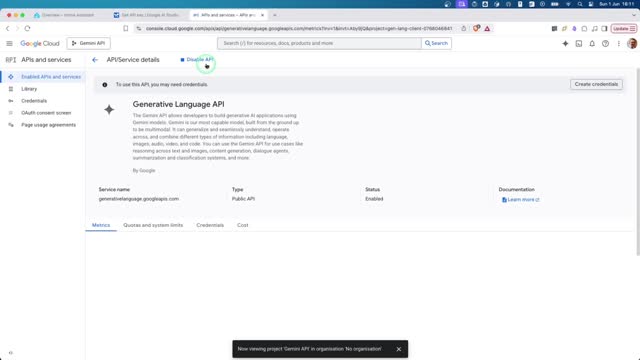 Sun 1 Jun 18:11
Overview – Home Assistant
Get API key | Google AI Studio
APIs and services – APIs and s
console.cloud.google.com/apis/api/generativelanguage.googleapis.com/metrics
project=gen-lang-client-0768046841
Update
Google Cloud
Gemini API
Search (/) for resources, docs, products and more
Search
API
APIs and services
API/Service details
Disable API
Enabled APIs and services
Library
Credentials
OAuth consent screen
Page usage agreements
To use this API, you may need credentials.
Create credentials
Generative Language API
The Gemini API allows developers to build generative AI applications using
Gemini models. Gemini is our most capable model, built from the ground up
to be multimodal. It can generalize and seamlessly understand, operate
across, and combine different types of information including language,
images, audio, video, and code. You can use the Gemini API for use cases like
reasoning across text and images, content generation, dialogue agents,
summarization and classification systems, and more.
By Google
Service name
generativelanguage.googleapis.com
Type
Public API
Status
Enabled
Documentation
Learn more
Metrics
Quotas and system limits
Credentials
Cost
Now viewing project 'Gemini API' in organisation 'No organisation'